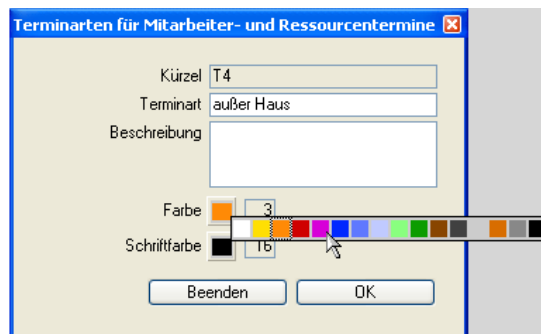 Terminarten für Mitarbeiter- und Ressourcentermine
Kürzel T4
Terminart außer Haus
Beschreibung
Farbe 3
Schriftfarbe 16
Beenden OK